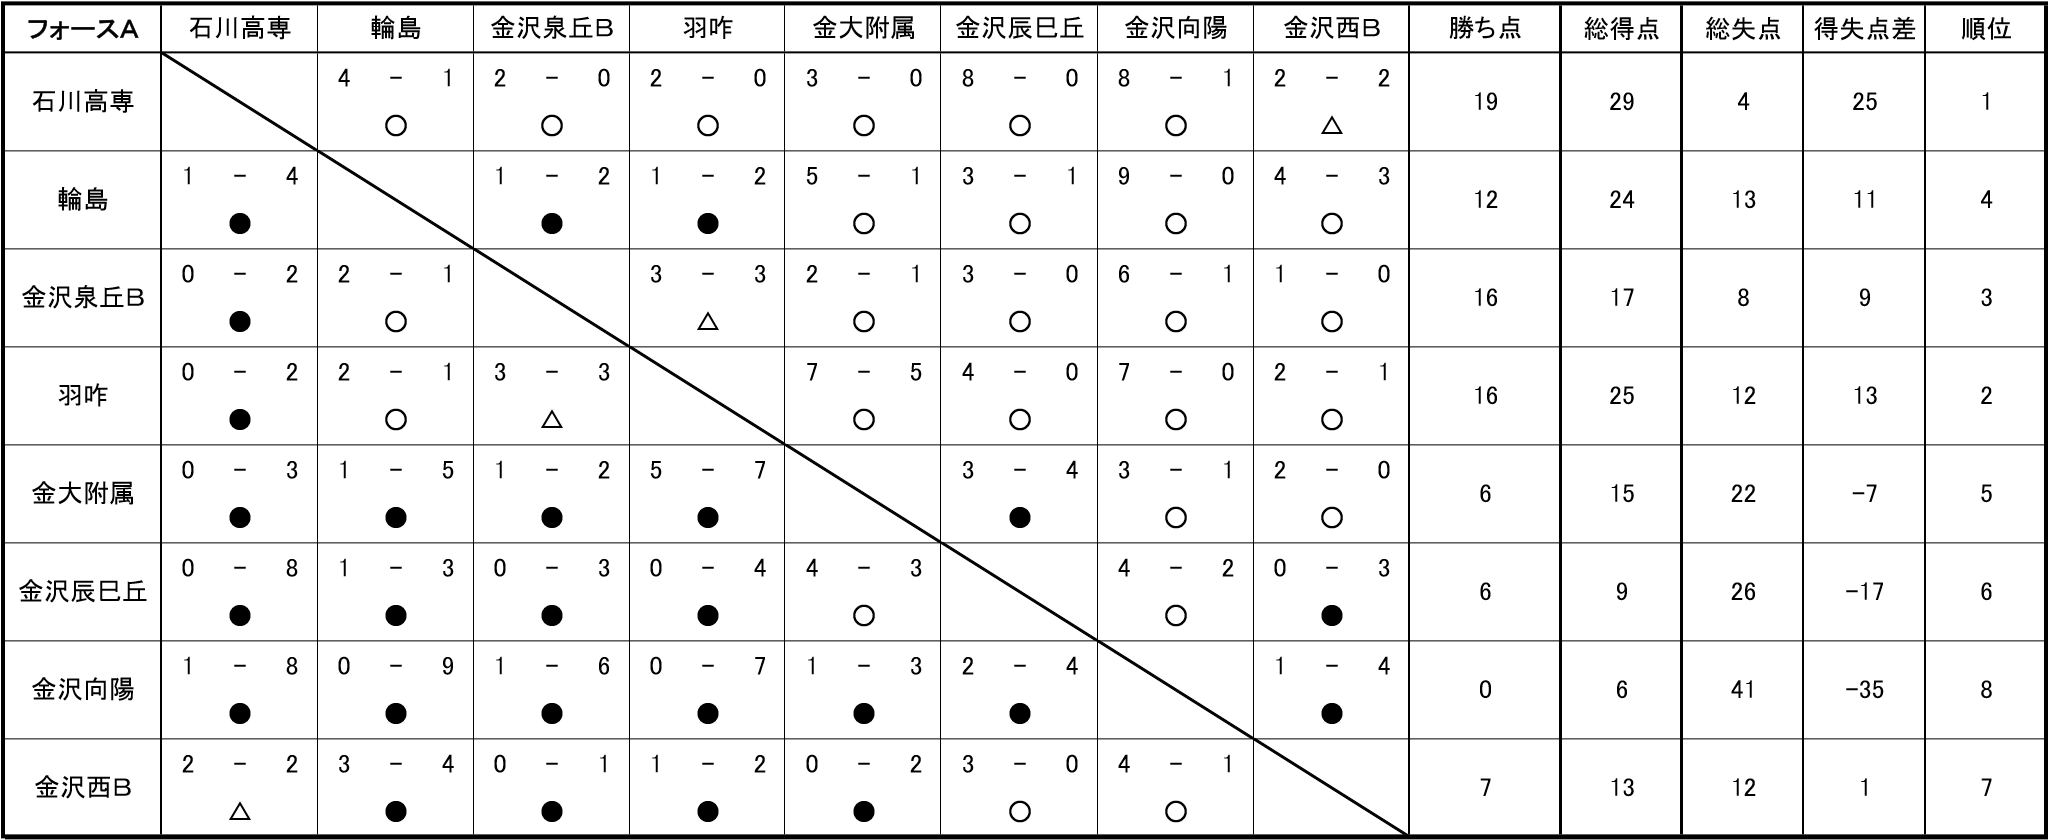 フォースA 石川高専 輪島 金沢泉丘B 羽咋 金大附属 金沢辰巳丘 金沢向陽 金沢西B 勝ち点 総得点 総失点 得失点差 順位
4 － 1 2 － 0 2 － 0 3 － 0 8 － 0 8 － 1 2 － 2
石川高専 19 29 4 25 1
○ ○ ○ ○ ○ ○ △
1 － 4 1 － 2 1 － 2 5 － 1 3 － 1 9 － 0 4 － 3
輪島 12 24 13 11 4
● ● ● ○ ○ ○ ○
0 － 2 2 － 1 3 － 3 2 － 1 3 － 0 6 － 1 1 － 0
金沢泉丘B 16 17 8 9 3
● ○ △ ○ ○ ○ ○
0 － 2 2 － 1 3 － 3 7 － 5 4 － 0 7 － 0 2 － 1
羽咋 16 25 12 13 2
● ○ △ ○ ○ ○ ○
0 － 3 1 － 5 1 － 2 5 － 7 3 － 4 3 － 1 2 － 0
金大附属 6 15 22 -7 5
● ● ● ● ● ○ ○
0 － 8 1 － 3 0 － 3 0 － 4 4 － 3 4 － 2 0 － 3
金沢辰巳丘 6 9 26 -17 6
● ● ● ● ○ ○ ●
1 － 8 0 － 9 1 － 6 0 － 7 1 － 3 2 － 4 1 － 4
金沢向陽 0 6 41 -35 8
● ● ● ● ● ● ●
2 － 2 3 － 4 0 － 1 1 － 2 0 － 2 3 － 0 4 － 1
金沢西B 7 13 12 1 7
△ ● ● ● ● ○ ○